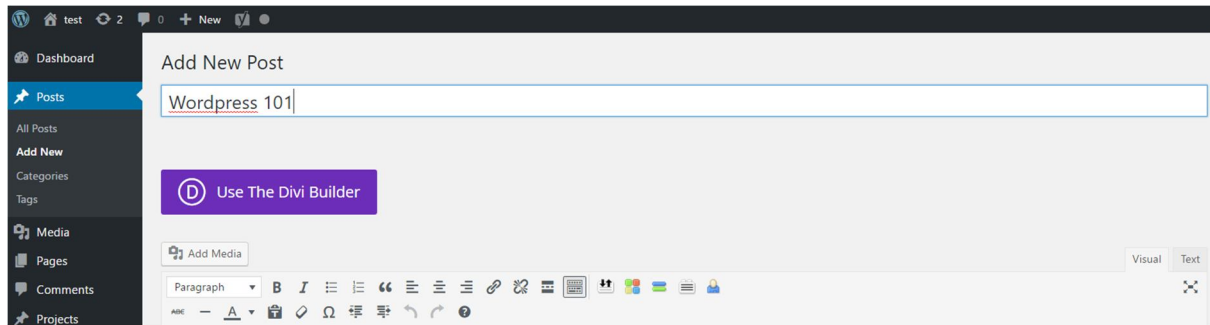 test 2 0 + New
Dashboard
Add New Post
Posts
Wordpress 101
All Posts
Add New
Categories
Tags
D Use The Divi Builder
Media
Add Media
Visual Text
Pages
Paragraph B I
Comments
ABC A Ω
Projects